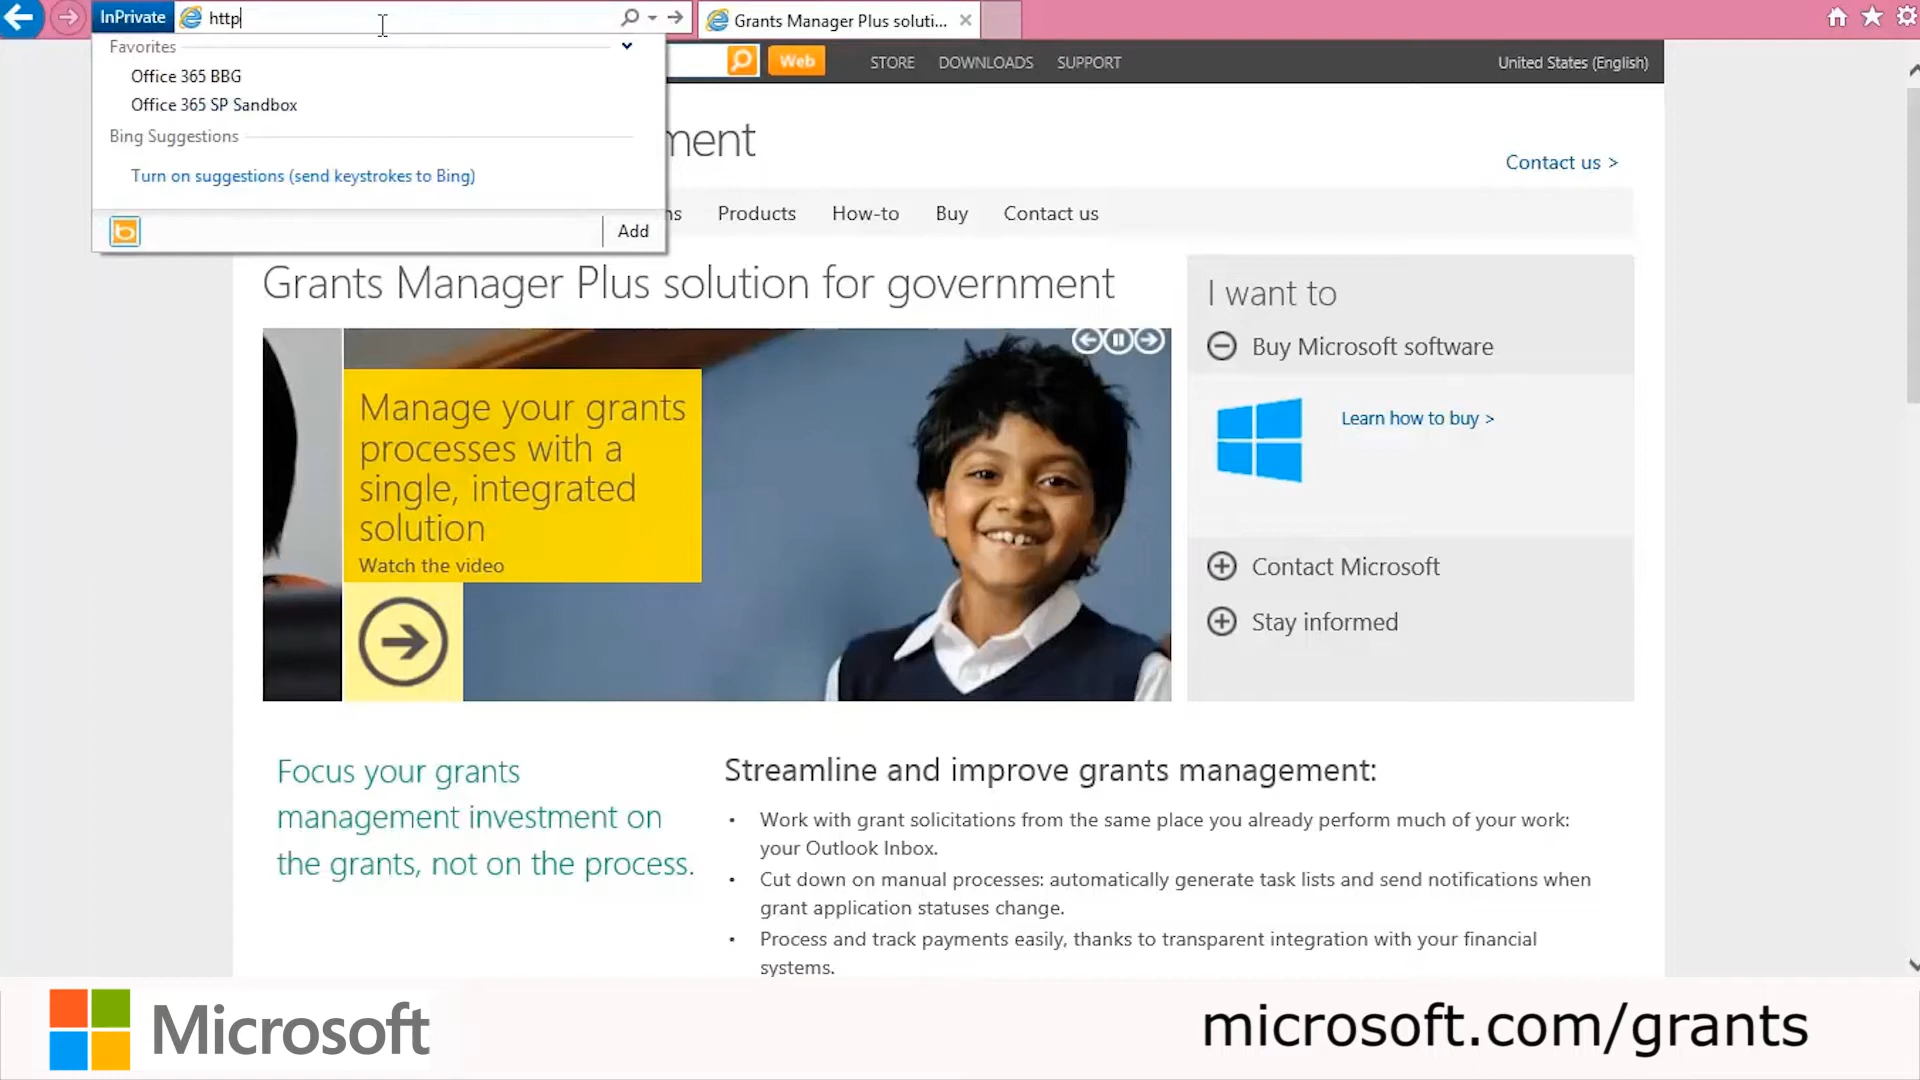 InPrivate
http
Grants Manager Plus soluti...
Favorites
Office 365 BBG
Office 365 SP Sandbox
Bing Suggestions
Turn on suggestions (send keystrokes to Bing)
Add
Web
STORE
DOWNLOADS
SUPPORT
United States (English)
ment
Contact us >
ns
Products
How-to
Buy
Contact us
Grants Manager Plus solution for government
Manage your grants
processes with a
single, integrated
solution
Watch the video
I want to
Buy Microsoft software
Learn how to buy >
Contact Microsoft
Stay informed
Focus your grants
management investment on
the grants, not on the process.
Streamline and improve grants management:
• Work with grant solicitations from the same place you already perform much of your work:
your Outlook Inbox.
• Cut down on manual processes: automatically generate task lists and send notifications when
grant application statuses change.
• Process and track payments easily, thanks to transparent integration with your financial
systems.
Microsoft
microsoft.com/grants